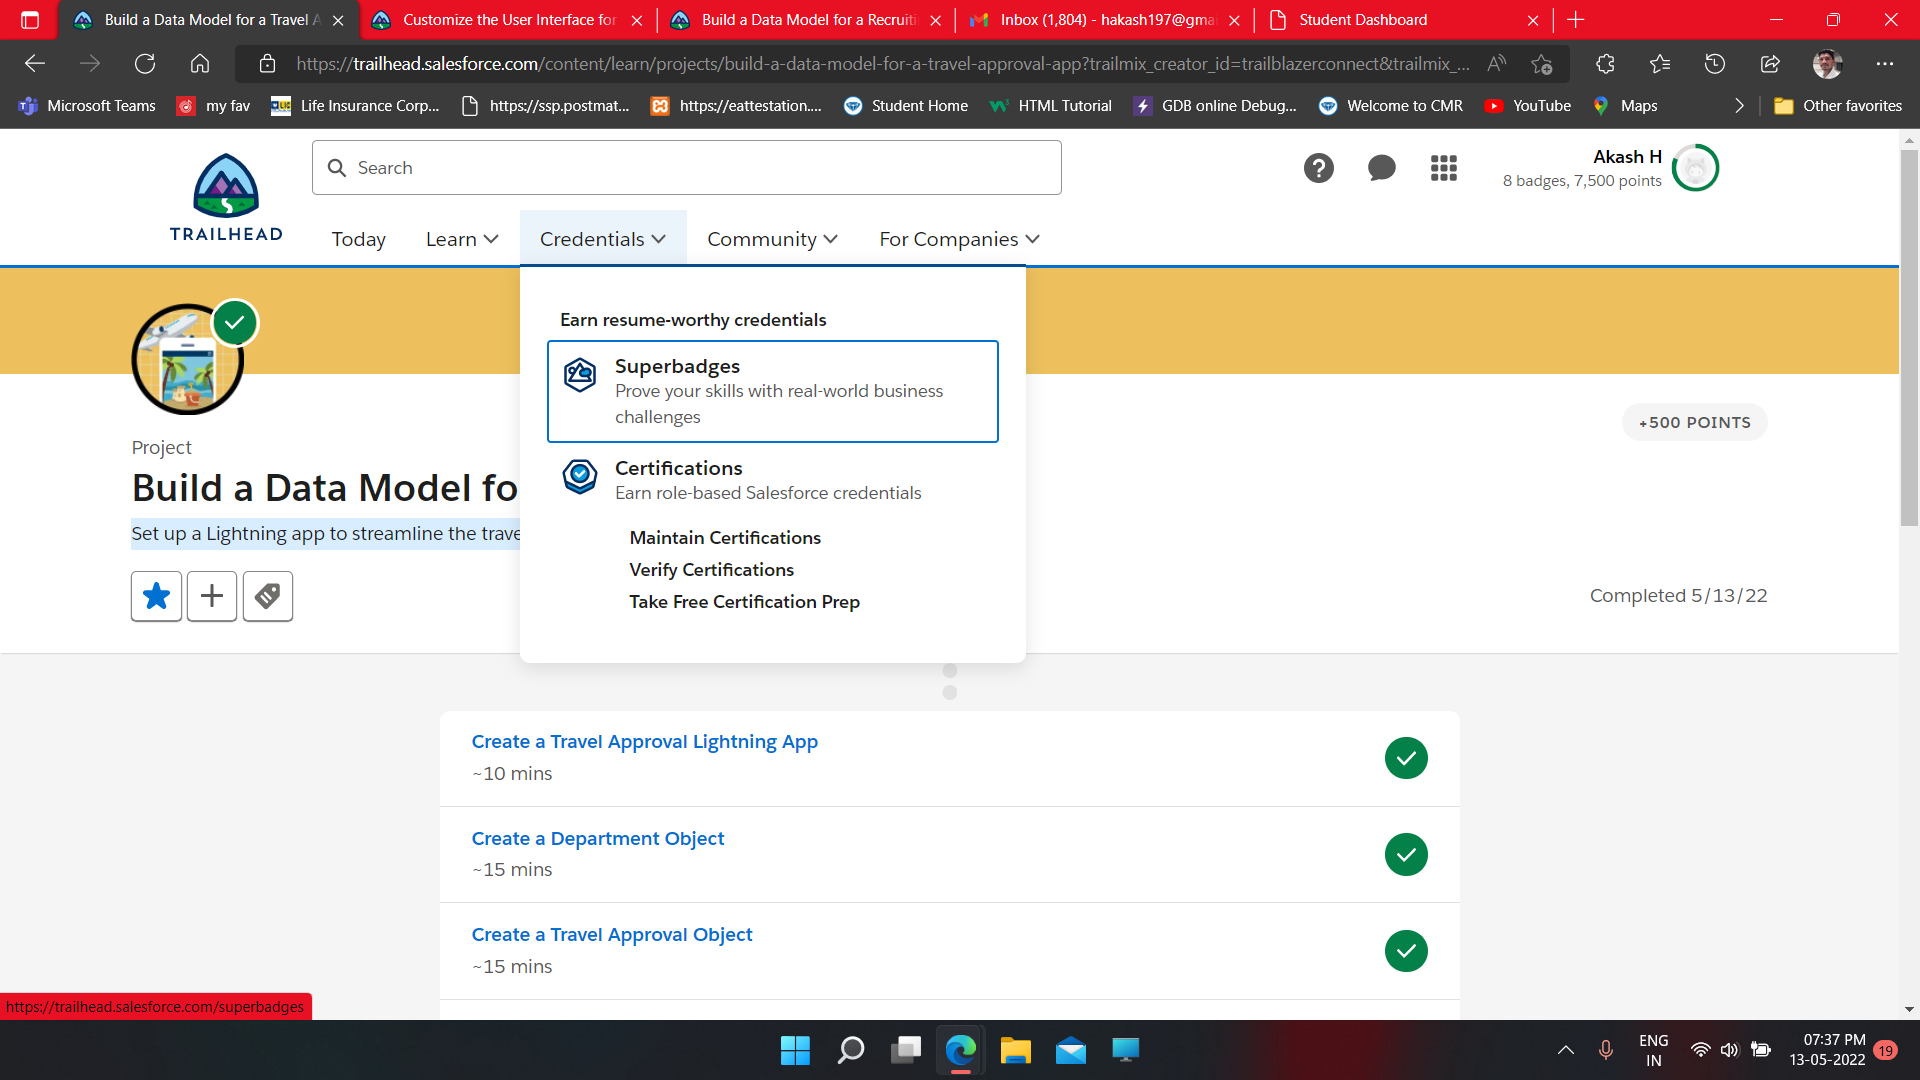 Build a Data Model for a Travel A
Customize the User Interface for
Build a Data Model for a Recruiti
Inbox (1,804) - hakash197@gma
Student Dashboard
https://trailhead.salesforce.com/content/learn/projects/build-a-data-model-for-a-travel-approval-app?trailmix_creator_id=trailblazerconnect&trailmix_...
Microsoft Teams
my fav
Life Insurance Corp...
https://ssp.postmat...
https://eattestation....
Student Home
HTML Tutorial
GDB online Debug...
Welcome to CMR
YouTube
Maps
Other favorites
TRAILHEAD
Search
Akash H
8 badges, 7,500 points
Today
Learn
Credentials
Community
For Companies
Earn resume-worthy credentials
Superbadges
Prove your skills with real-world business
challenges
Certifications
Earn role-based Salesforce credentials
Maintain Certifications
Verify Certifications
Take Free Certification Prep
+500 POINTS
Project
Build a Data Model fo
Set up a Lightning app to streamline the trave
Completed 5/13/22
Create a Travel Approval Lightning App
~10 mins
Create a Department Object
~15 mins
Create a Travel Approval Object
~15 mins
https://trailhead.salesforce.com/superbadges
ENG
IN
07:37 PM
13-05-2022
19